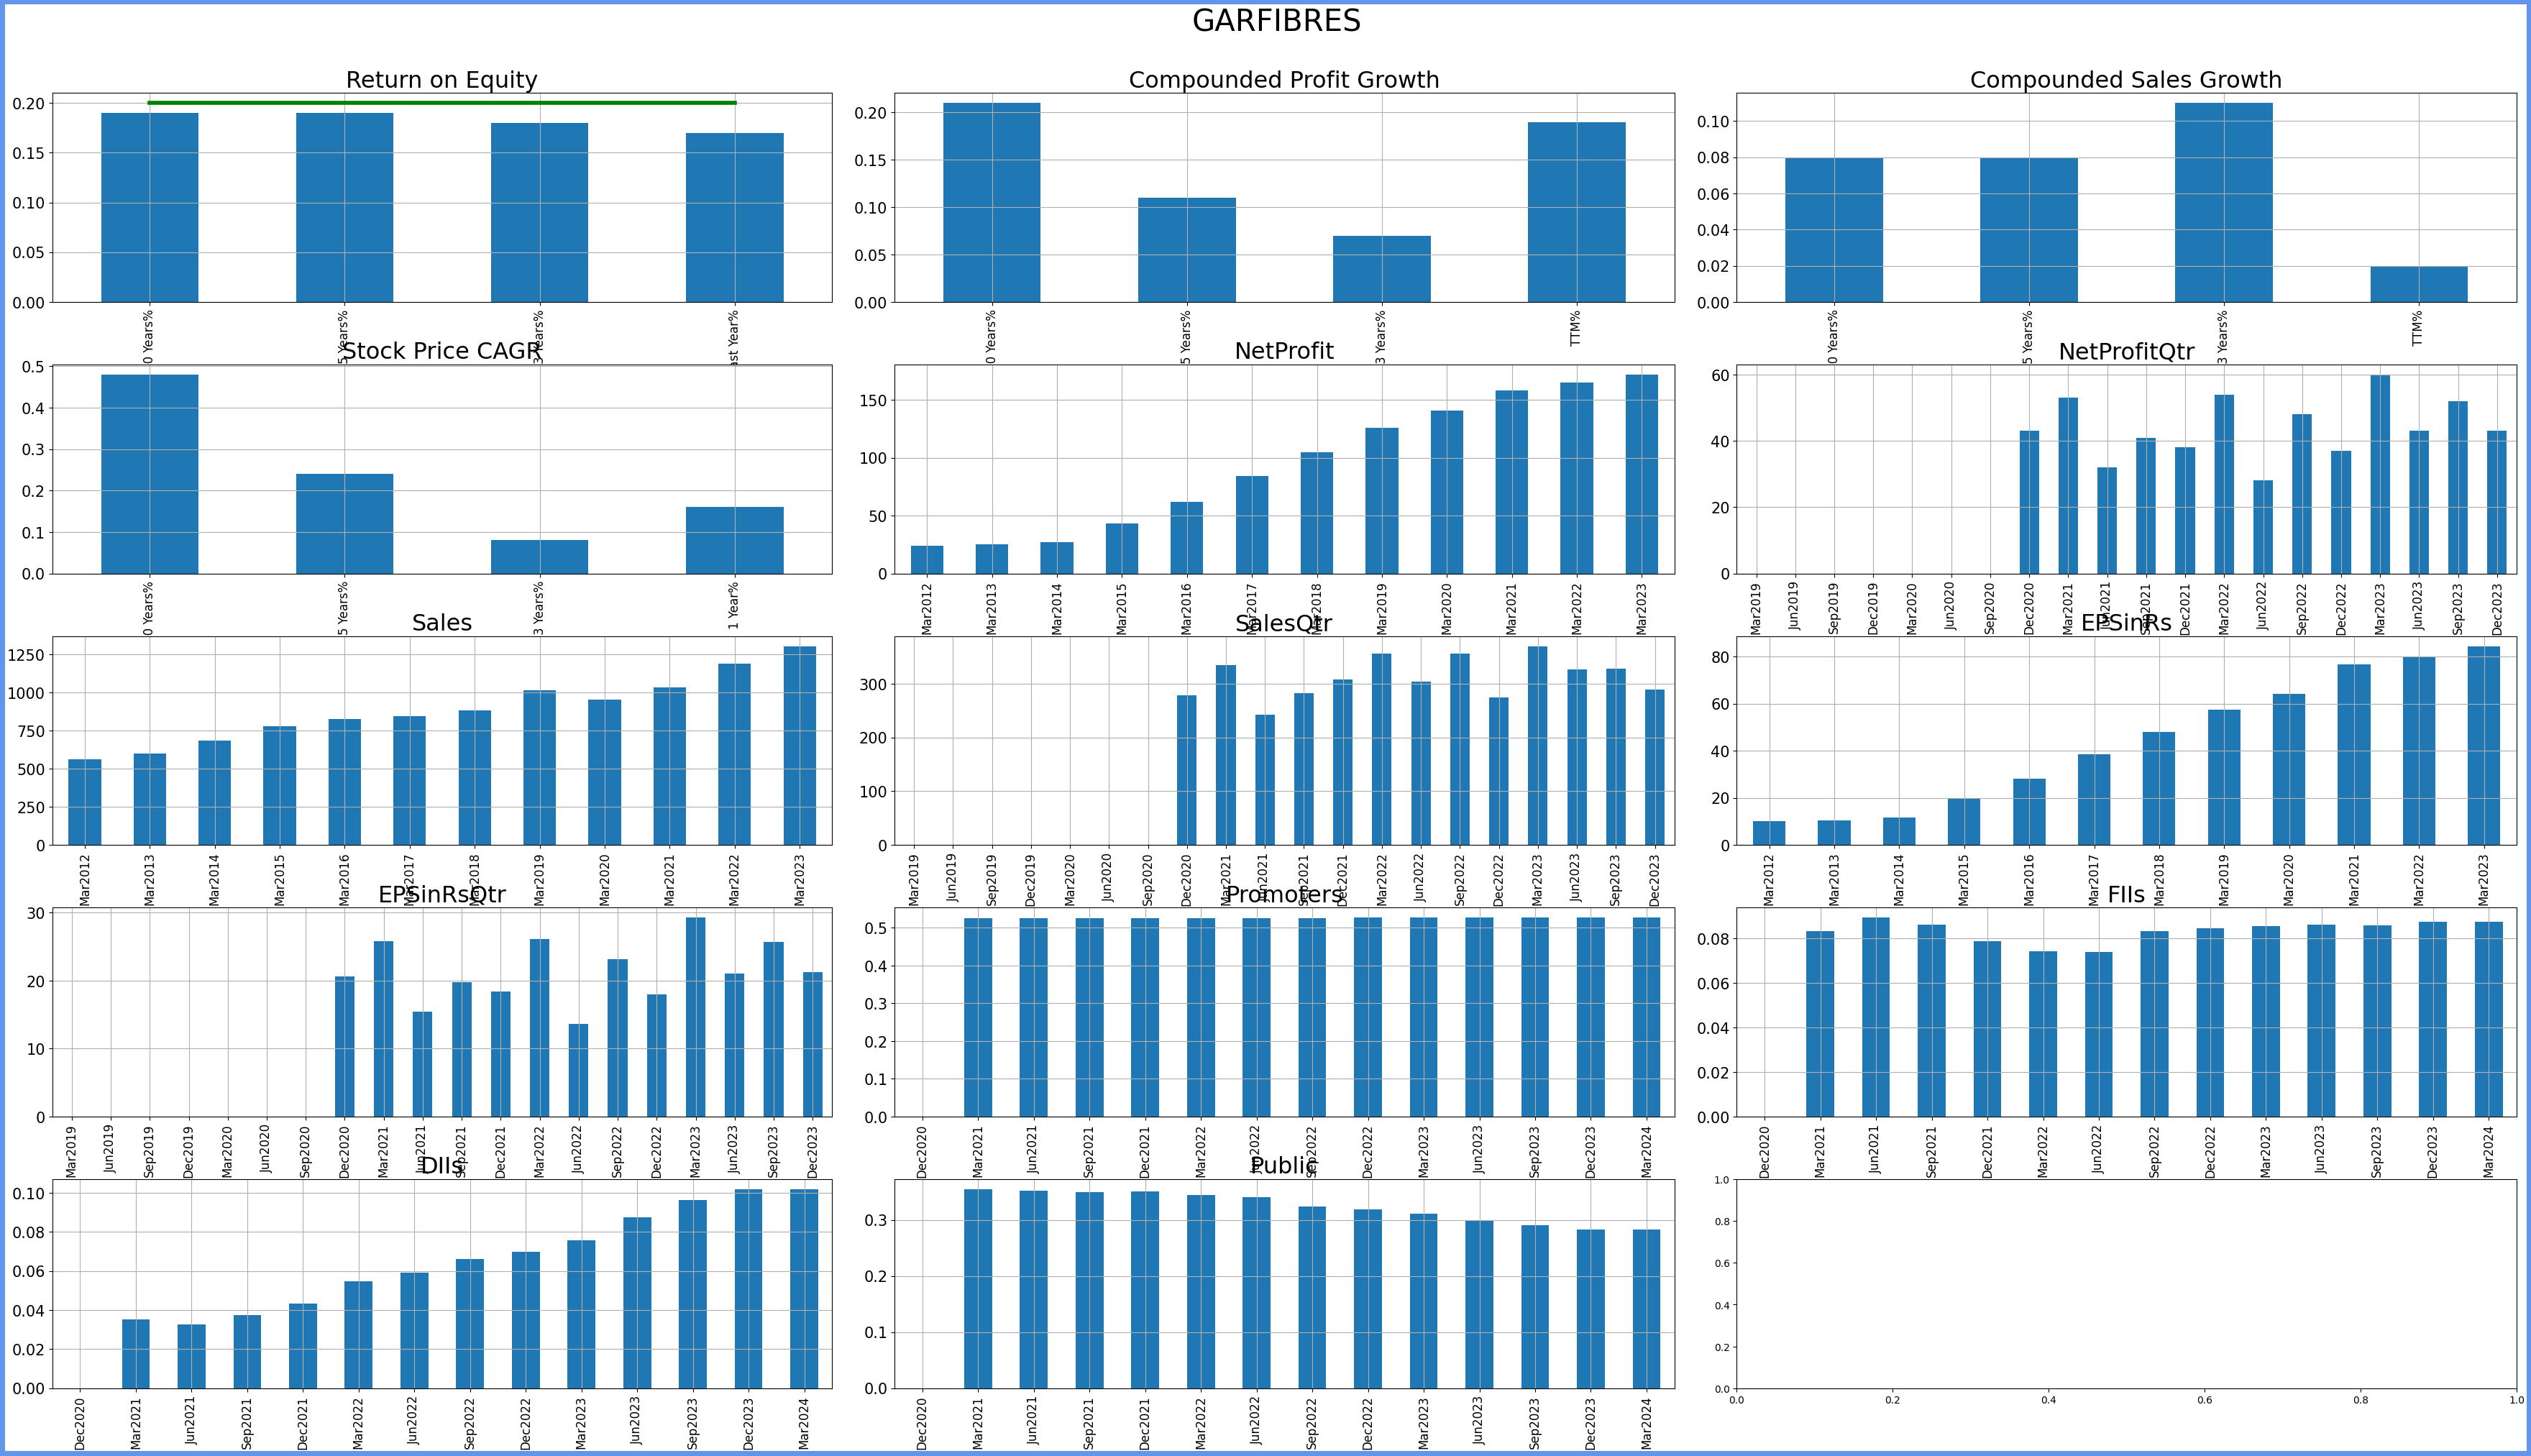 GARFIBRES
Return on Equity
0.20
0.15
0.10
0.05
0.00
0 Years%
5 Years%
3 Years%
ast Year%
Compounded Profit Growth
0.20
0.15
0.10
0.05
0.00
0 Years%
5 Years%
3 Years%
TTM%
Compounded Sales Growth
0.10
0.08
0.06
0.04
0.02
0.00
0 Years%
5 Years%
3 Years%
TTM%
Stock Price CAGR
0.5
0.4
0.3
0.2
0.1
0.0
0 Years%
5 Years%
3 Years%
1 Year%
NetProfit
150
100
50
0
Mar2012
Mar2013
Mar2014
Mar2015
Mar2016
Mar2017
Mar2018
Mar2019
Mar2020
Mar2021
Mar2022
Mar2023
NetProfitQtr
60
40
20
0
Mar2019
Jun2019
Sep2019
Dec2019
Mar2020
Jun2020
Sep2020
Dec2020
Mar2021
Jun2021
Sep2021
Dec2021
Mar2022
Jun2022
Sep2022
Dec2022
Mar2023
Jun2023
Sep2023
Dec2023
Sales
1250
1000
750
500
250
0
Mar2012
Mar2013
Mar2014
Mar2015
Mar2016
Mar2017
Mar2018
Mar2019
Mar2020
Mar2021
Mar2022
Mar2023
SalesQtr
300
200
100
0
Mar2019
Jun2019
Sep2019
Dec2019
Mar2020
Jun2020
Sep2020
Dec2020
Mar2021
Jun2021
Sep2021
Dec2021
Mar2022
Jun2022
Sep2022
Dec2022
Mar2023
Jun2023
Sep2023
Dec2023
EPSinRs
80
60
40
20
0
Mar2012
Mar2013
Mar2014
Mar2015
Mar2016
Mar2017
Mar2018
Mar2019
Mar2020
Mar2021
Mar2022
Mar2023
EPSinRsQtr
30
20
10
0
Mar2019
Jun2019
Sep2019
Dec2019
Mar2020
Jun2020
Sep2020
Dec2020
Mar2021
Jun2021
Sep2021
Dec2021
Mar2022
Jun2022
Sep2022
Dec2022
Mar2023
Jun2023
Sep2023
Dec2023
Promoters
0.5
0.4
0.3
0.2
0.1
0.0
Dec2020
Mar2021
Jun2021
Sep2021
Dec2021
Mar2022
Jun2022
Sep2022
Dec2022
Mar2023
Jun2023
Sep2023
Dec2023
Mar2024
FIIs
0.08
0.06
0.04
0.02
0.00
Dec2020
Mar2021
Jun2021
Sep2021
Dec2021
Mar2022
Jun2022
Sep2022
Dec2022
Mar2023
Jun2023
Sep2023
Dec2023
Mar2024
DIIs
0.10
0.08
0.06
0.04
0.02
0.00
Dec2020
Mar2021
Jun2021
Sep2021
Dec2021
Mar2022
Jun2022
Sep2022
Dec2022
Mar2023
Jun2023
Sep2023
Dec2023
Mar2024
Public
0.3
0.2
0.1
0.0
Dec2020
Mar2021
Jun2021
Sep2021
Dec2021
Mar2022
Jun2022
Sep2022
Dec2022
Mar2023
Jun2023
Sep2023
Dec2023
Mar2024
1.0
0.8
0.6
0.4
0.2
0.0
0.0 0.2 0.4 0.6 0.8 1.0